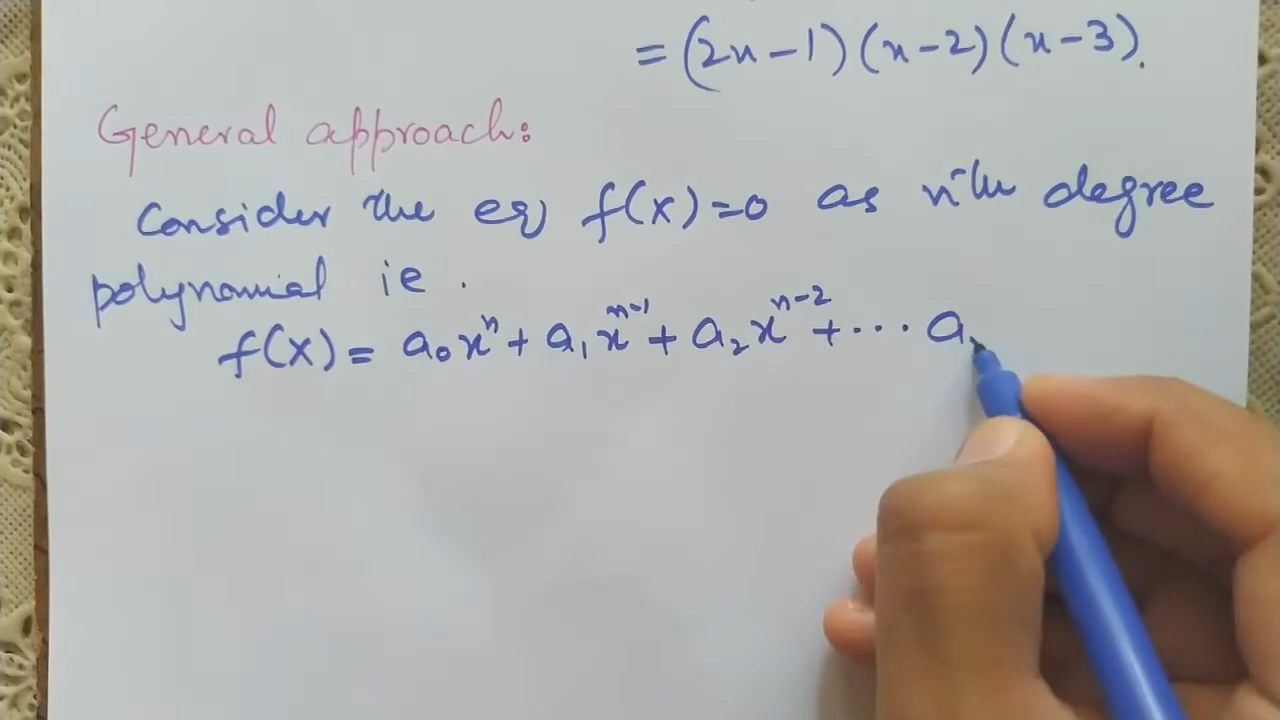 = (2x-1)(x-2)(x-3).
General approach:
Consider the eq f(x)=0 as nth degree
polynomial ie.
f(x) = a₀xⁿ + a₁xⁿ⁻¹ + a₂xⁿ⁻² + ... a